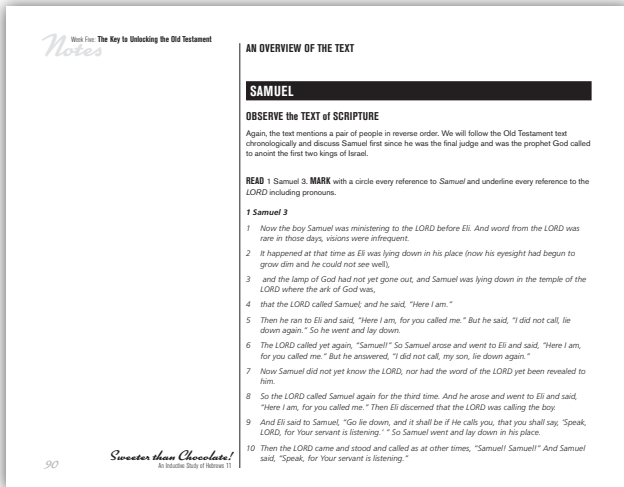 Week Five: The Key to Unlocking the Old Testament
Notes
AN OVERVIEW OF THE TEXT
SAMUEL
OBSERVE the TEXT of SCRIPTURE
Again, the text mentions a pair of people in reverse order. We will follow the Old Testament text
chronologically and discuss Samuel first since he was the final judge and was the prophet God called
to anoint the first two kings of Israel.
READ 1 Samuel 3. MARK with a circle every reference to Samuel and underline every reference to the
LORD including pronouns.
1 Samuel 3
1 Now the boy Samuel was ministering to the LORD before Eli. And word from the LORD was
rare in those days, visions were infrequent.
2 It happened at that time as Eli was lying down in his place (now his eyesight had begun to
grow dim and he could not see well),
3 and the lamp of God had not yet gone out, and Samuel was lying down in the temple of the
LORD where the ark of God was,
4 that the LORD called Samuel; and he said, “Here I am.”
5 Then he ran to Eli and said, “Here I am, for you called me.” But he said, “I did not call, lie
down again.” So he went and lay down.
6 The LORD called yet again, “Samuel!” So Samuel arose and went to Eli and said, “Here I am,
for you called me.” But he answered, “I did not call, my son, lie down again.”
7 Now Samuel did not yet know the LORD, nor had the word of the LORD yet been revealed to
him.
8 So the LORD called Samuel again for the third time. And he arose and went to Eli and said,
“Here I am, for you called me.” Then Eli discerned that the LORD was calling the boy.
9 And Eli said to Samuel, “Go lie down, and it shall be if He calls you, that you shall say, ‘Speak,
LORD, for Your servant is listening.’ ” So Samuel went and lay down in his place.
10 Then the LORD came and stood and called as at other times, “Samuel! Samuel!” And Samuel
said, “Speak, for Your servant is listening.”
90
Sweeter than Chocolate!
An Inductive Study of Hebrews 11